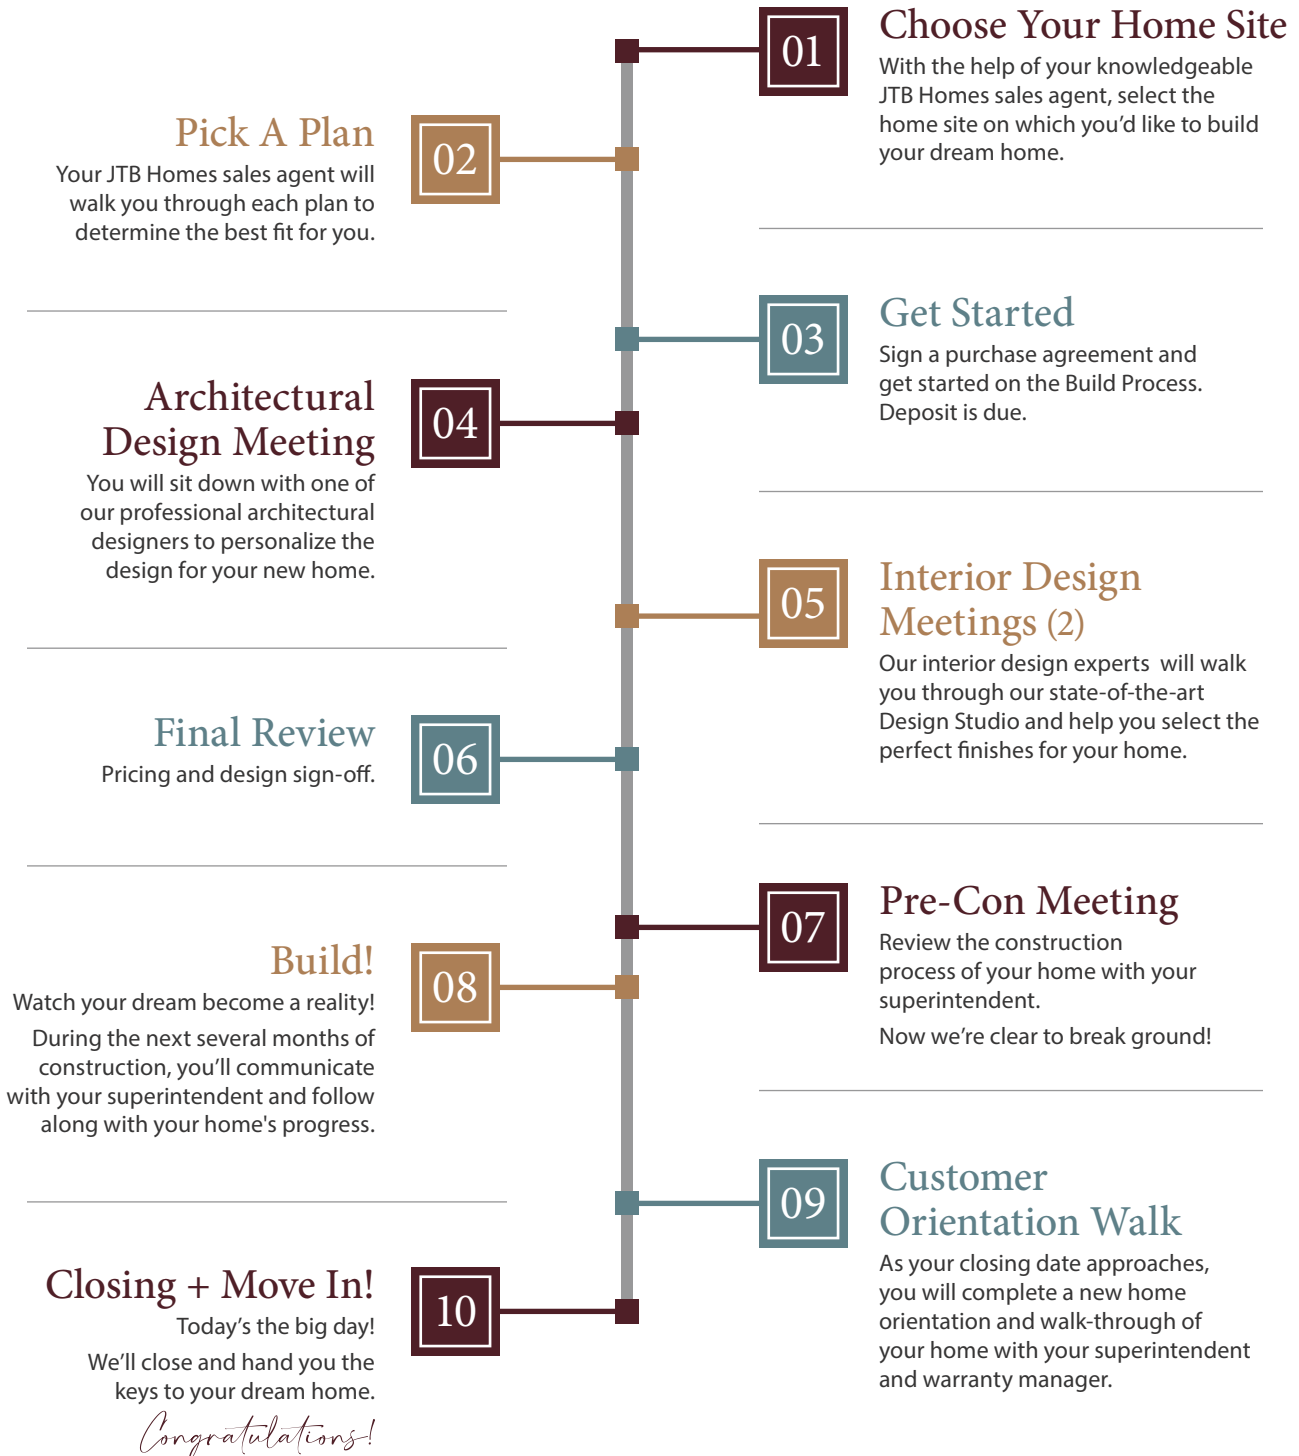 01
Choose Your Home Site
With the help of your knowledgeable
JTB Homes sales agent, select the
home site on which you’d like to build
your dream home.
02
Pick A Plan
Your JTB Homes sales agent will
walk you through each plan to
determine the best fit for you.
03
Get Started
Sign a purchase agreement and
get started on the Build Process.
Deposit is due.
04
Architectural
Design Meeting
You will sit down with one of
our professional architectural
designers to personalize the
design for your new home.
05
Interior Design
Meetings (2)
Our interior design experts will walk
you through our state-of-the-art
Design Studio and help you select the
perfect finishes for your home.
06
Final Review
Pricing and design sign-off.
07
Pre-Con Meeting
Review the construction
process of your home with your
superintendent.
Now we’re clear to break ground!
08
Build!
Watch your dream become a reality!
During the next several months of
construction, you’ll communicate
with your superintendent and follow
along with your home's progress.
09
Customer
Orientation Walk
As your closing date approaches,
you will complete a new home
orientation and walk-through of
your home with your superintendent
and warranty manager.
10
Closing + Move In!
Today’s the big day!
We’ll close and hand you the
keys to your dream home.
Congratulations!